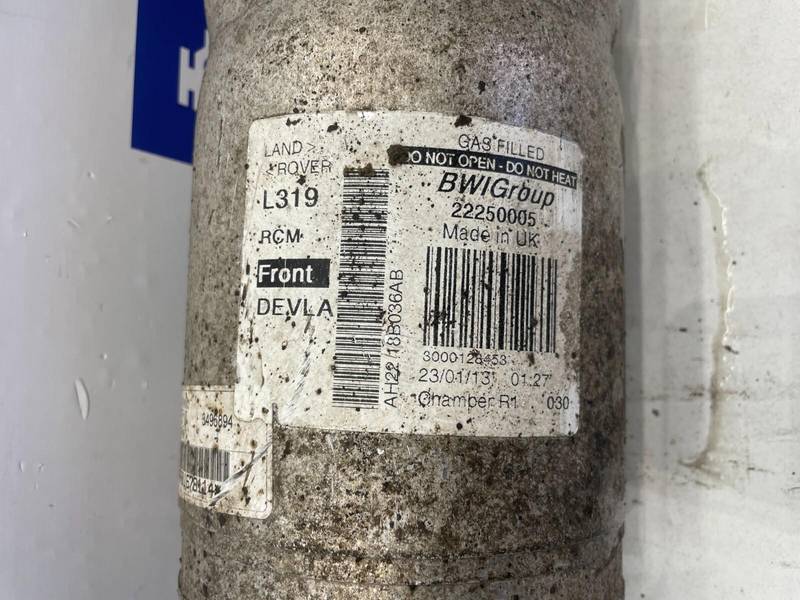 LAND >
< ROVER
L319
RCM
Front
DEVLA
AH22 18B036AB
GAS FILLED
DO NOT OPEN - DO NOT HEAT
BWIGroup
22250005
Made in UK
3000128453
23/01/13 01:27
Chamber R1 030